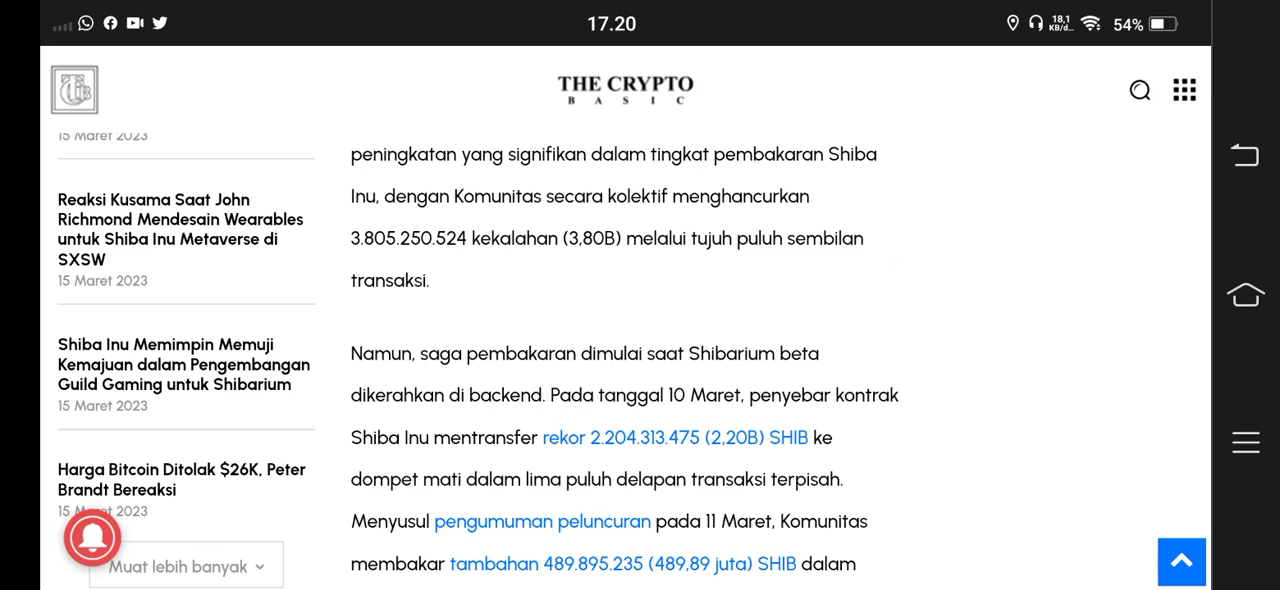 17.20
18,1
KB/d...
54%
THE CRYPTO
BASIC
15 Maret 2023
Reaksi Kusama Saat John
Richmond Mendesain Wearables
untuk Shiba Inu Metaverse di
SXSW
15 Maret 2023
Shiba Inu Memimpin Memuji
Kemajuan dalam Pengembangan
Guild Gaming untuk Shibarium
15 Maret 2023
Harga Bitcoin Ditolak $26K, Peter
Brandt Bereaksi
15 Maret 2023
Muat lebih banyak
peningkatan yang signifikan dalam tingkat pembakaran Shiba
Inu, dengan Komunitas secara kolektif menghancurkan
3.805.250.524 kekalahan (3,80B) melalui tujuh puluh sembilan
transaksi.
Namun, saga pembakaran dimulai saat Shibarium beta
dikerahkan di backend. Pada tanggal 10 Maret, penyebar kontrak
Shiba Inu mentransfer rekor 2.204.313.475 (2,20B) SHIB ke
dompet mati dalam lima puluh delapan transaksi terpisah.
Menyusul pengumuman peluncuran pada 11 Maret, Komunitas
membakar tambahan 489.895.235 (489,89 juta) SHIB dalam